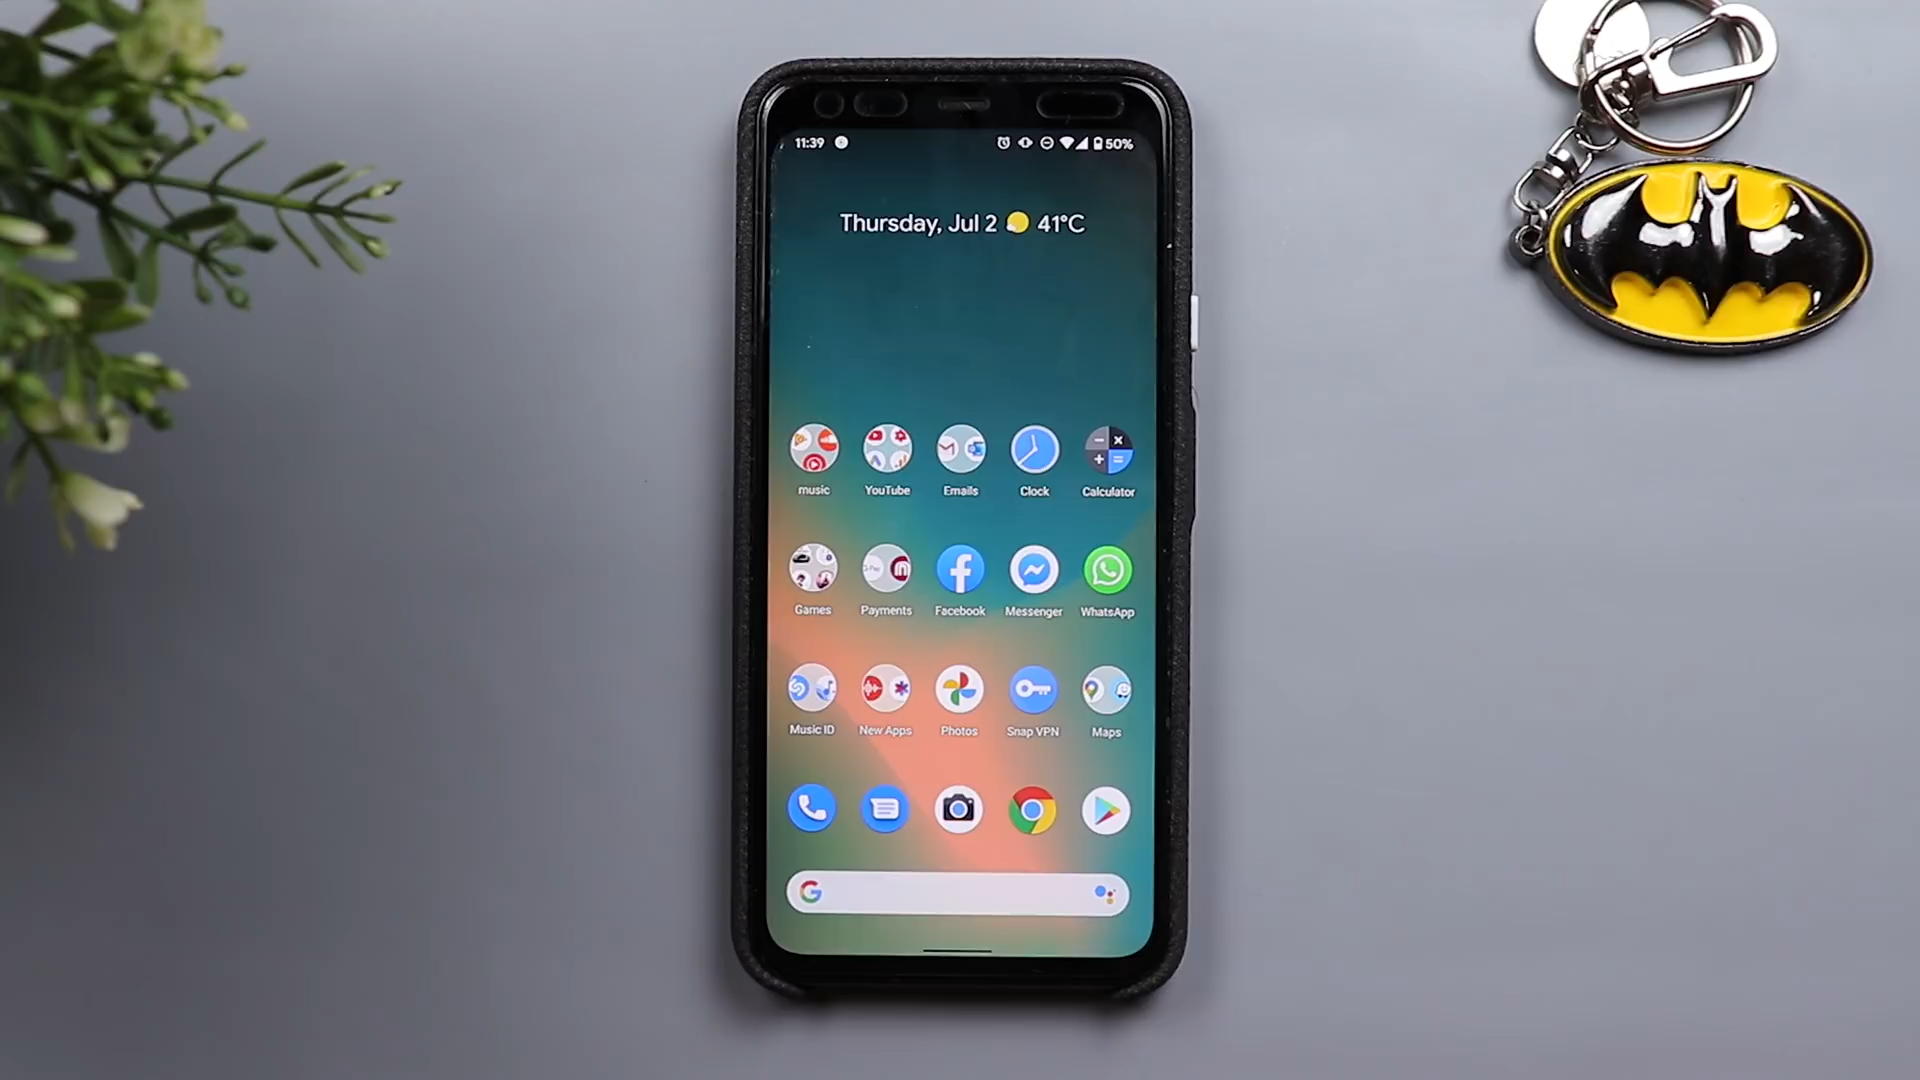 11:39 50%
Thursday, Jul 2 41°C
music YouTube Emails Clock Calculator
Games Payments Facebook Messenger WhatsApp
Music ID New Apps Photos Snap VPN Maps